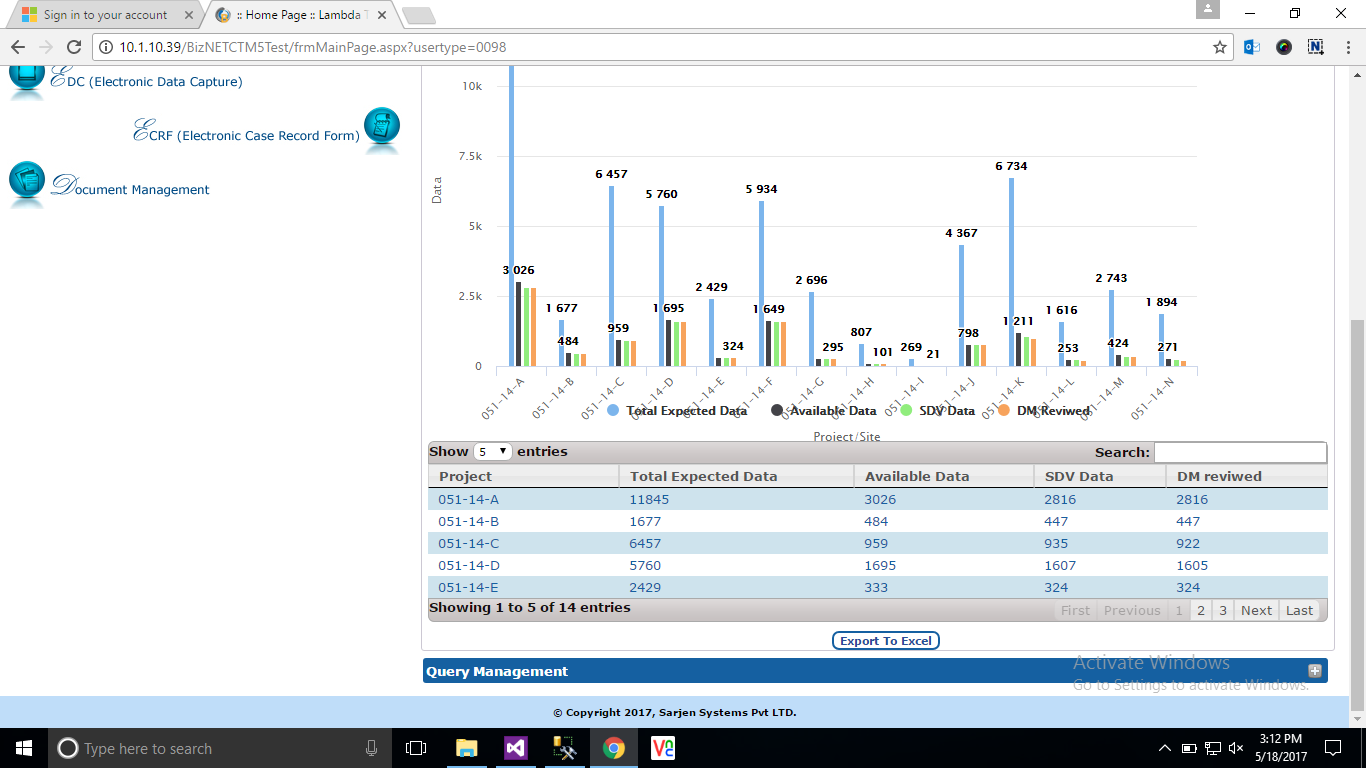 Sign in to your account
:: Home Page :: Lambda T
10.1.10.39/BizNETCTM5Test/frmMainPage.aspx?usertype=0098
EDC (Electronic Data Capture)
ECRF (Electronic Case Record Form)
Document Management
Data
10k
7.5k
5k
2.5k
0
3 026
1 677
484
6 457
959
5 760
1 695
2 429
324
5 934
1 649
2 696
295
807
101
269
21
4 367
798
6 734
1 211
1 616
253
2 743
424
1 894
271
051-14-A
051-14-B
051-14-C
051-14-D
051-14-E
051-14-F
051-14-G
051-14-H
051-14-I
051-14-J
051-14-K
051-14-L
051-14-M
051-14-N
Total Expected Data Available Data SDV Data DM Reviwed
Project/Site
Show 5 entries Search:
Project Total Expected Data Available Data SDV Data DM reviwed
051-14-A 11845 3026 2816 2816
051-14-B 1677 484 447 447
051-14-C 6457 959 935 922
051-14-D 5760 1695 1607 1605
051-14-E 2429 333 324 324
Showing 1 to 5 of 14 entries First Previous 1 2 3 Next Last
Export To Excel
Query Management
Activate Windows
Go to Settings to activate Windows.
© Copyright 2017, Sarjen Systems Pvt LTD.
Type here to search
3:12 PM
5/18/2017